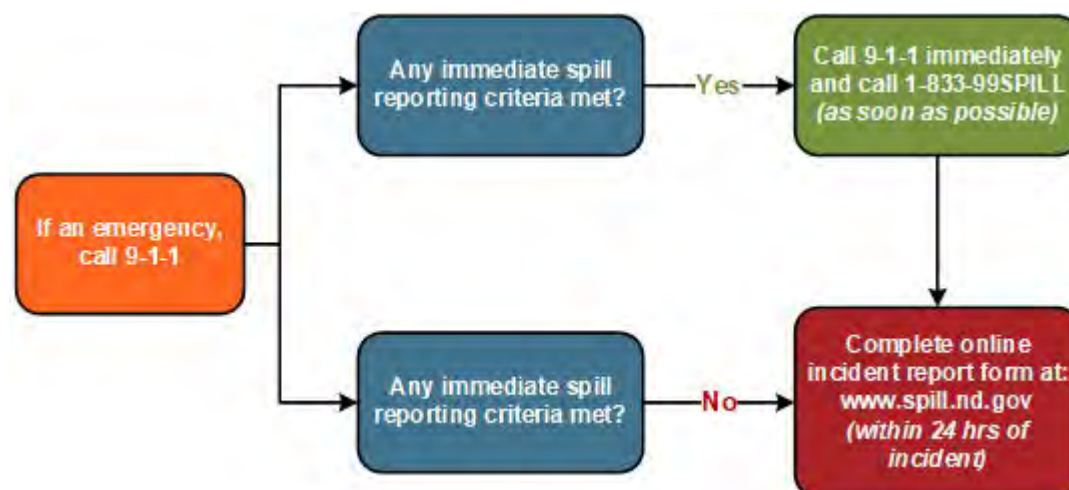 If an emergency,
call 9-1-1
Any immediate spill
reporting criteria met?
Yes
Call 9-1-1 immediately
and call 1-833-99SPILL
(as soon as possible)
Any immediate spill
reporting criteria met?
No
Complete online
incident report form at:
www.spill.nd.gov
(within 24 hrs of
incident)